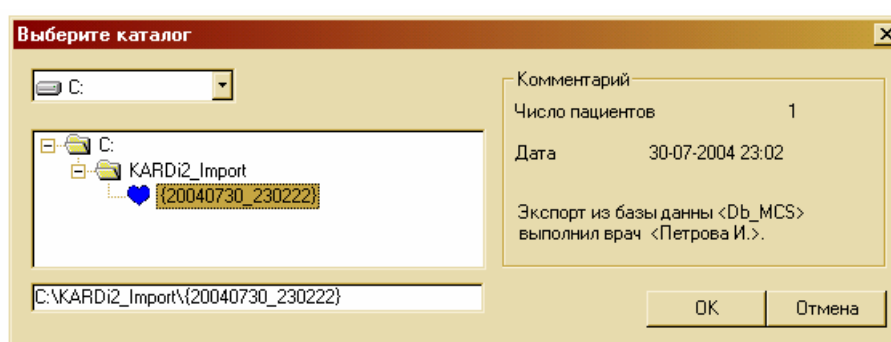 Выберите каталог
C:
C:
KARDi2_Import
{20040730_230222}
C:\KARDi2_Import\{20040730_230222}
Комментарий
Число пациентов 1
Дата 30-07-2004 23:02
Экспорт из базы данны <Db_MCS>
выполнил врач <Петрова И.>.
OK Отмена